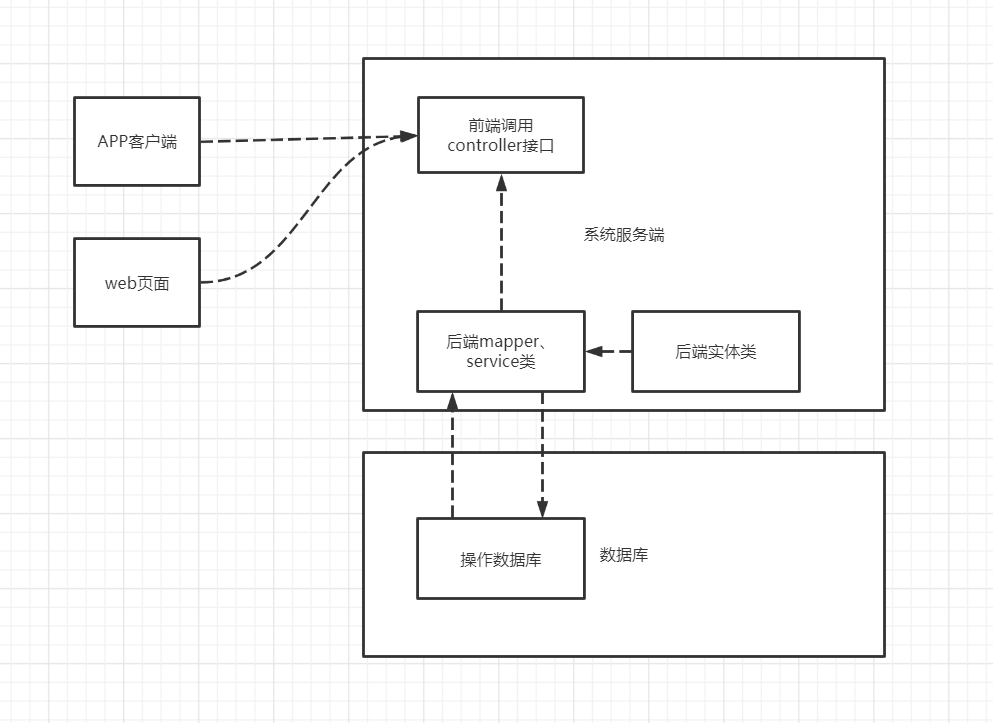 APP客户端
前端调用
controller接口
系统服务端
web页面
后端mapper、
service类
后端实体类
操作数据库
数据库